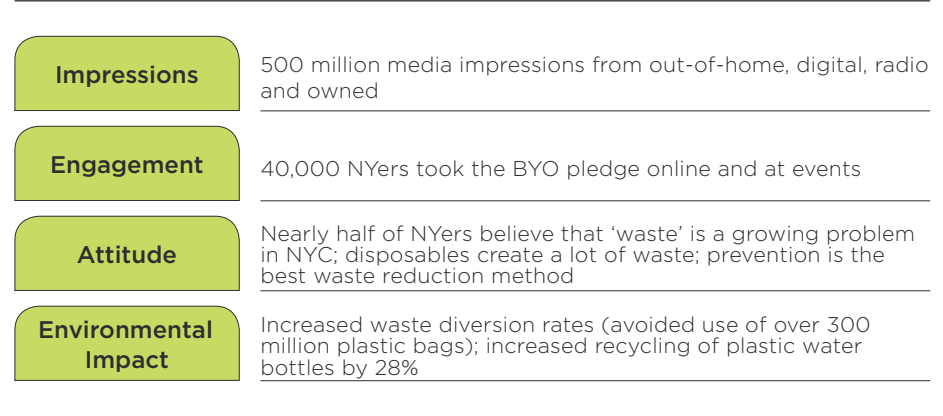 Impressions
500 million media impressions from out-of-home, digital, radio
and owned
Engagement
40,000 NYers took the BYO pledge online and at events
Attitude
Nearly half of NYers believe that ‘waste’ is a growing problem
in NYC; disposables create a lot of waste; prevention is the
best waste reduction method
Environmental
Impact
Increased waste diversion rates (avoided use of over 300
million plastic bags); increased recycling of plastic water
bottles by 28%